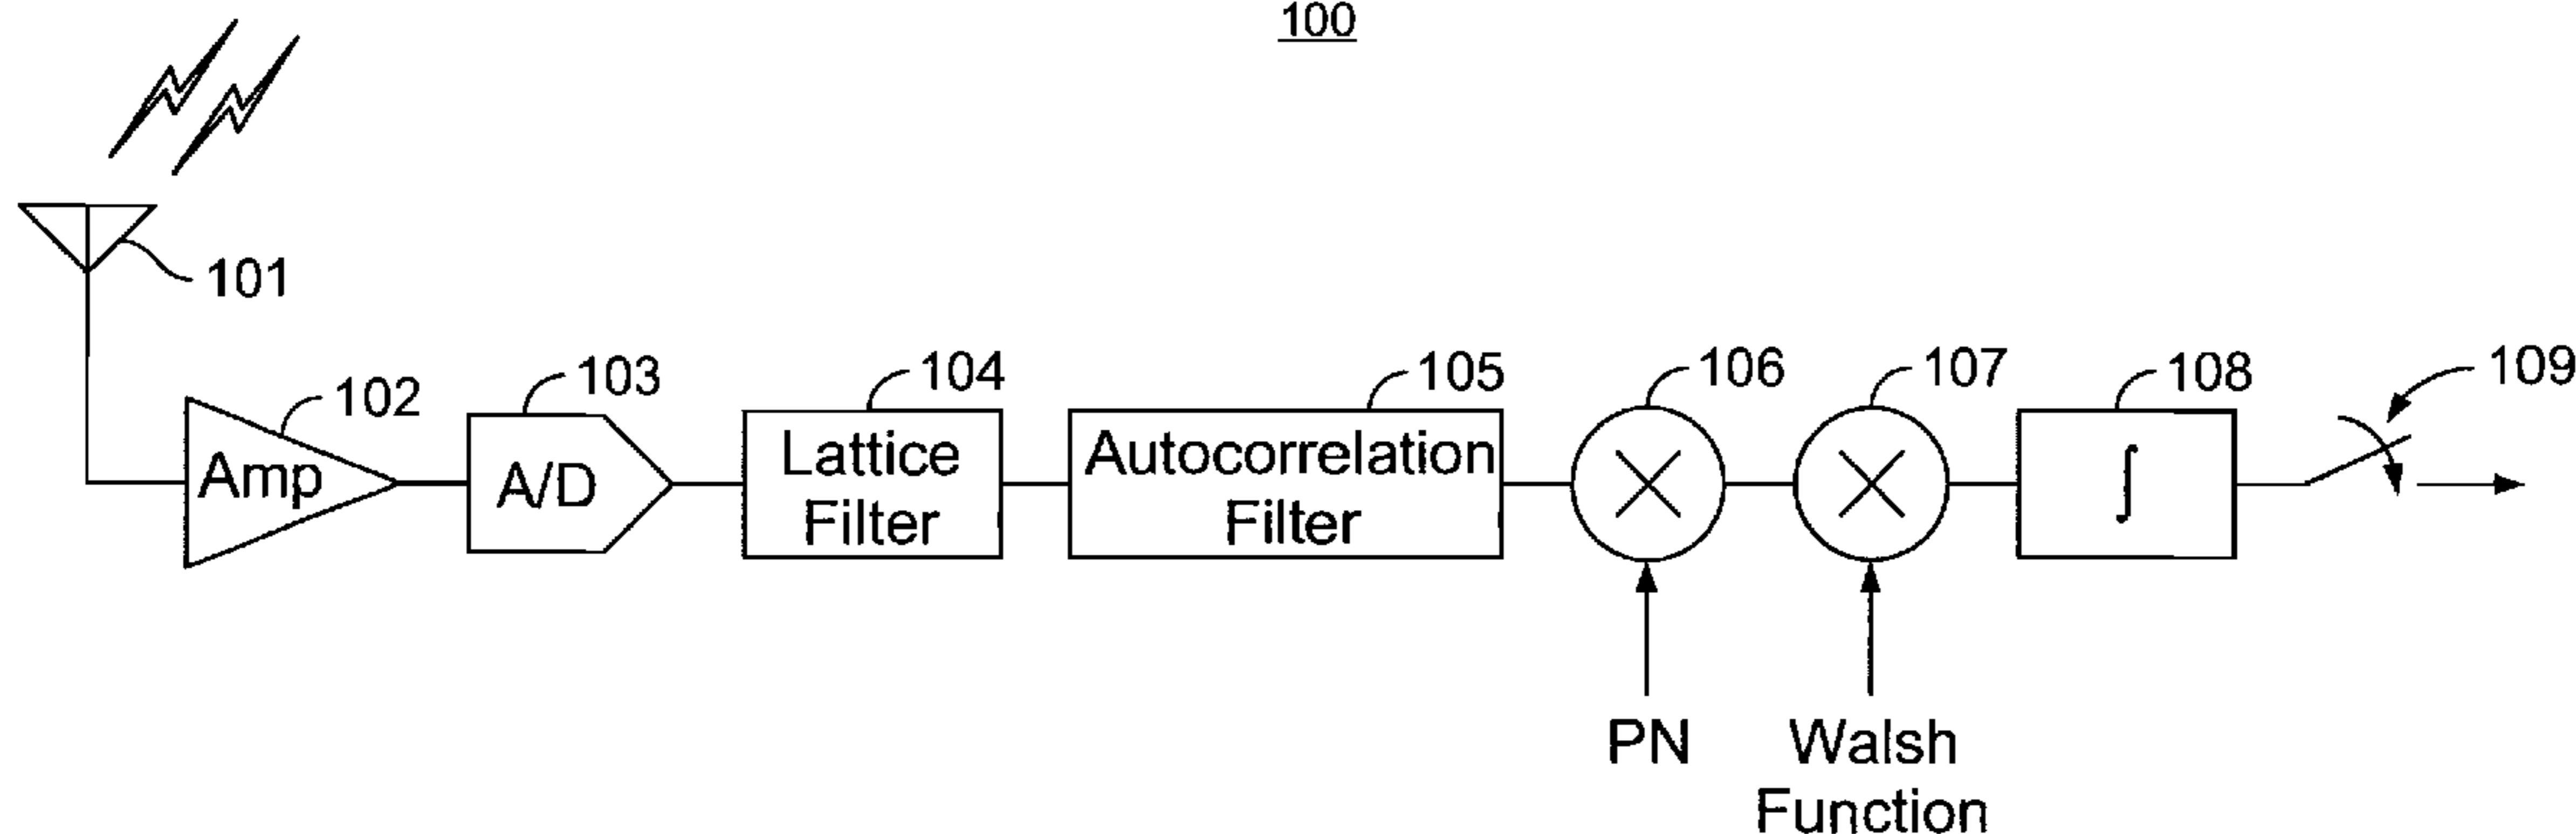 100
101
102
103
104
105
106
107
108
109
Amp
A/D
Lattice
Filter
Autocorrelation
Filter
∫
PN
Walsh
Function